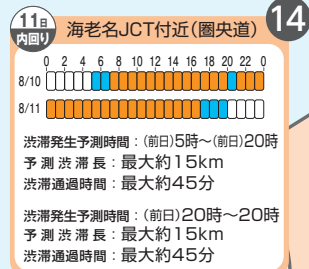 11日
内回り
海老名JCT付近（圏央道）
14
0 2 4 6 8 10 12 14 16 18 20 22 0
8/10
8/11
渋滞発生予測時間：（前日）5時～（前日）20時
予測渋滞長：最大約15km
渋滞通過時間：最大約45分
渋滞発生予測時間：（前日）20時～20時
予測渋滞長：最大約15km
渋滞通過時間：最大約45分